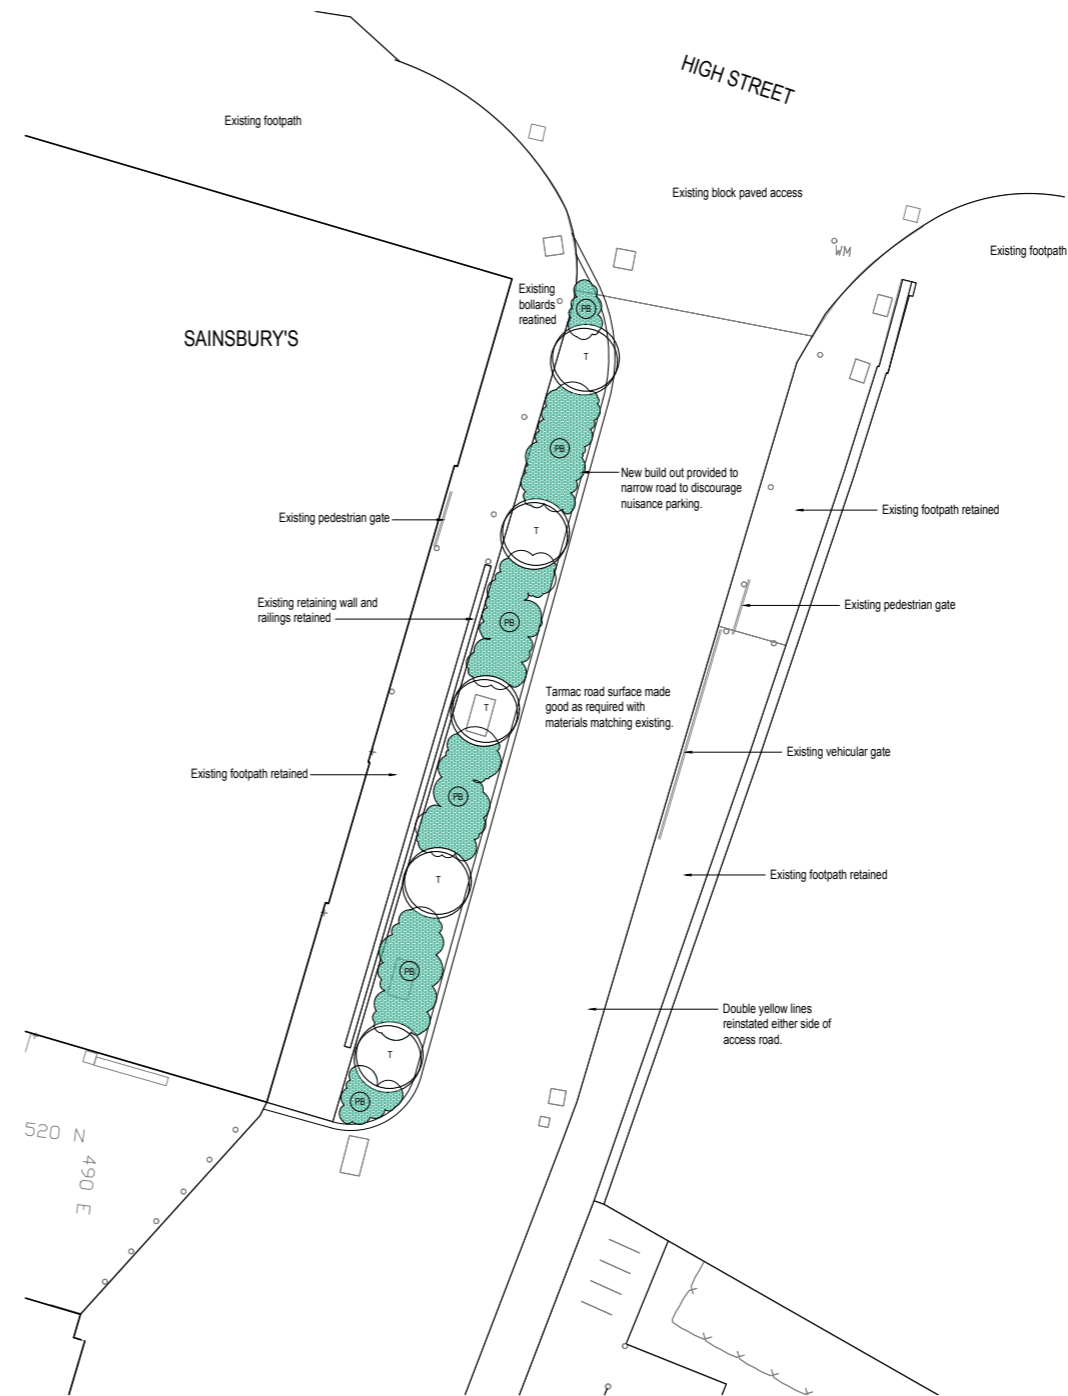 HIGH STREET
Existing footpath
Existing block paved access
WM
Existing footpath
Existing
bollards
reatined
PB
SAINSBURY'S
T
PB
New build out provided to
narrow road to discourage
nuisance parking.
Existing pedestrian gate
Existing footpath retained
T
Existing retaining wall and
railings retained
Existing pedestrian gate
PB
Tarmac road surface made
good as required with
materials matching existing.
T
Existing vehicular gate
Existing footpath retained
PB
Existing footpath retained
T
PB
Double yellow lines
reinstated either side of
access road.
T
PB
520 N
490 E